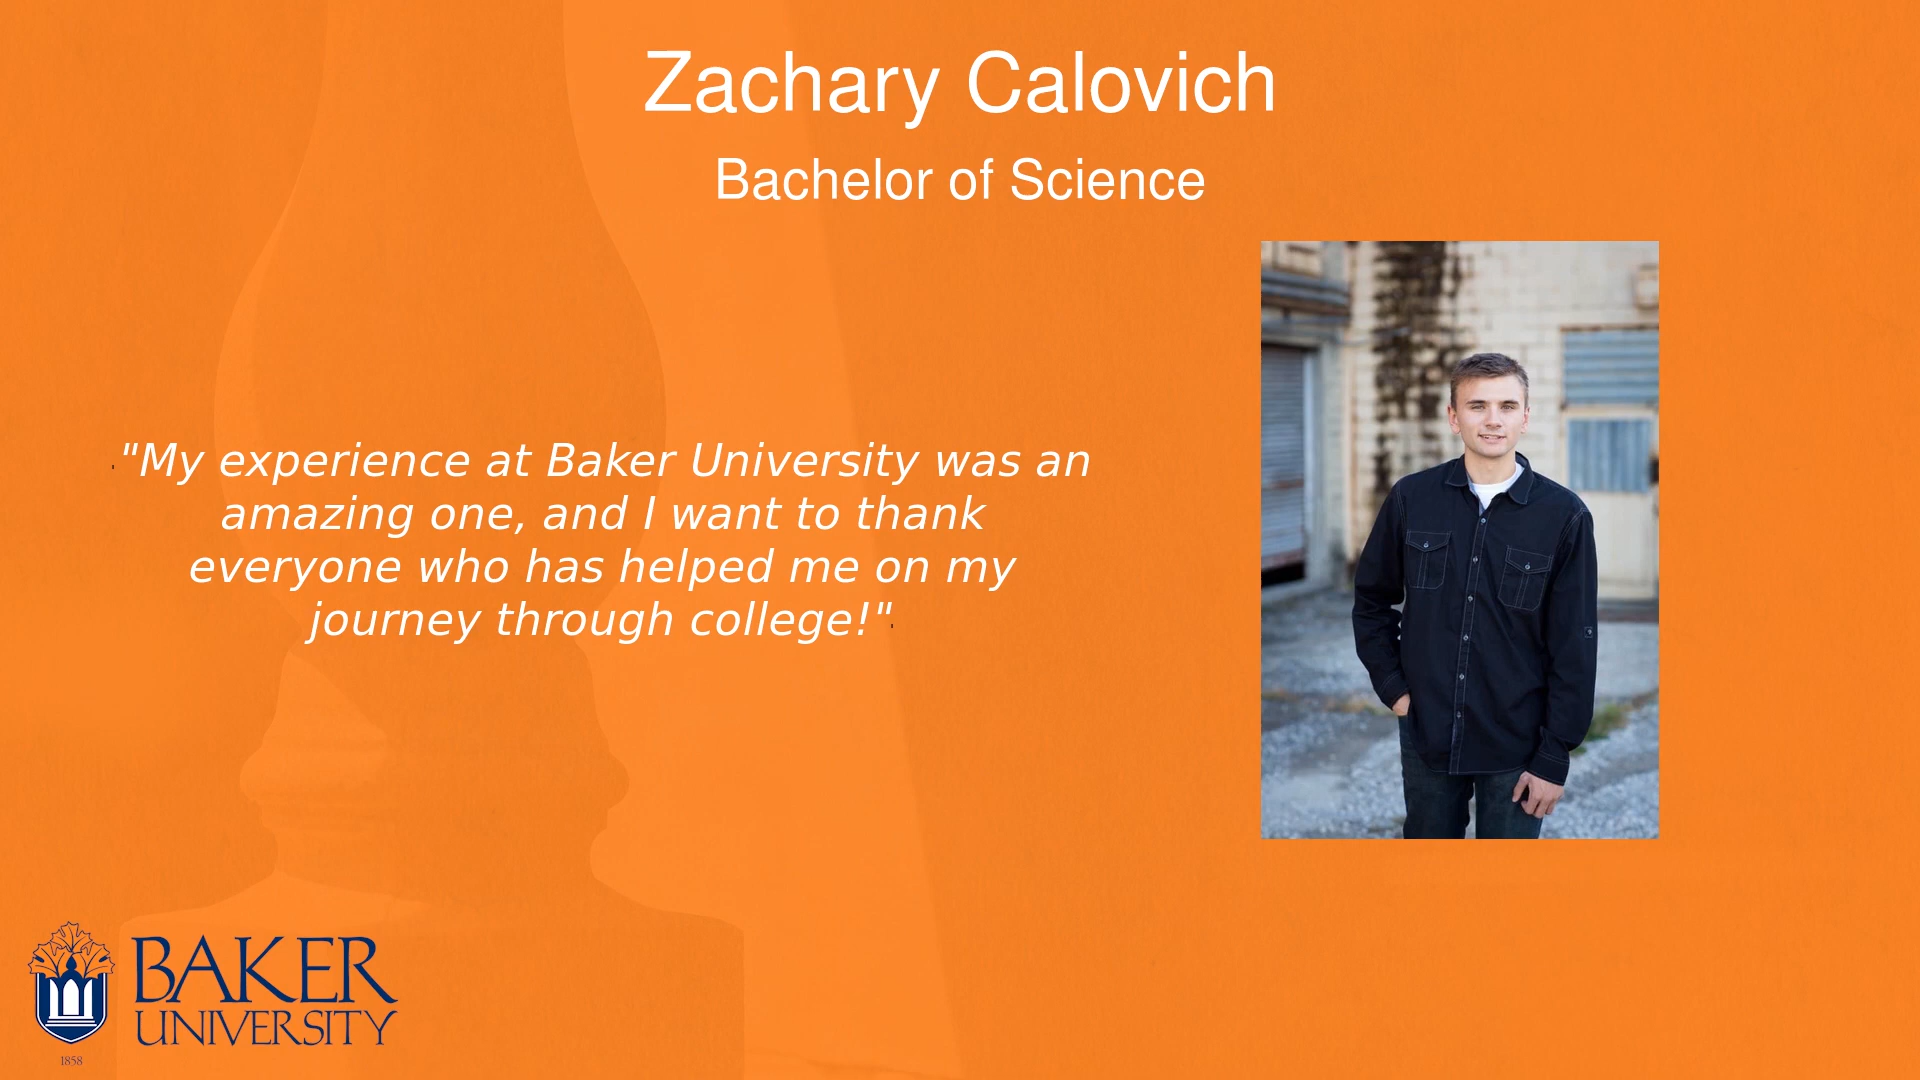 Zachary Calovich
Bachelor of Science
"My experience at Baker University was an
amazing one, and I want to thank
everyone who has helped me on my
journey through college!"
BAKER
UNIVERSITY
1858